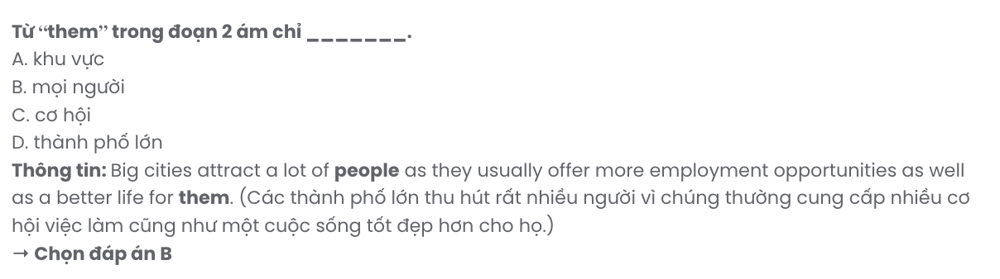 Từ “them” trong đoạn 2 ám chỉ _______.
A. khu vực
B. mọi người
C. cơ hội
D. thành phố lớn
Thông tin: Big cities attract a lot of people as they usually offer more employment opportunities as well
as a better life for them. (Các thành phố lớn thu hút rất nhiều người vì chúng thường cung cấp nhiều cơ
hội việc làm cũng như một cuộc sống tốt đẹp hơn cho họ.)
→ Chọn đáp án B